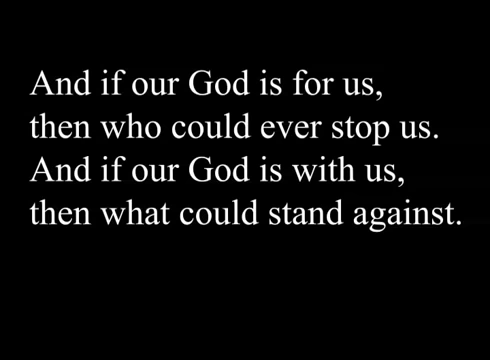 And if our God is for us,
then who could ever stop us.
And if our God is with us,
then what could stand against.